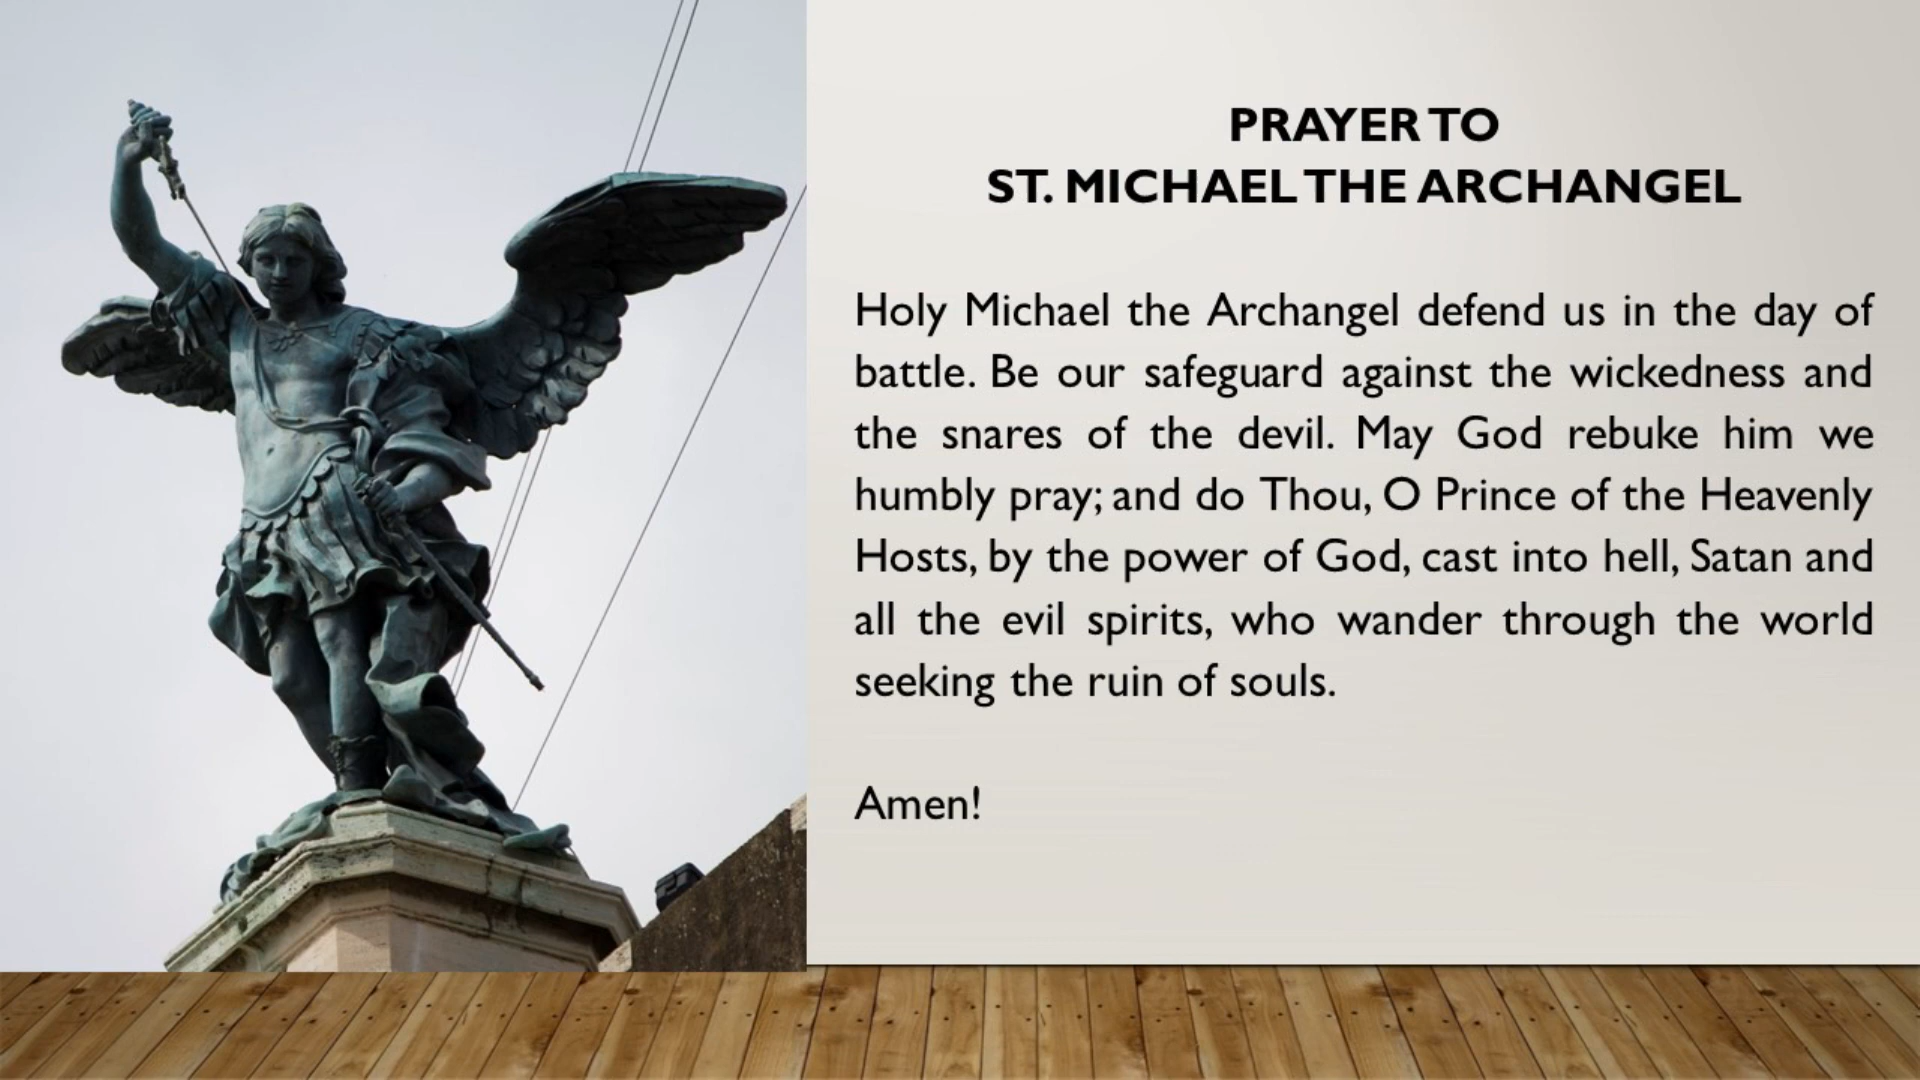 PRAYER TO
ST. MICHAEL THE ARCHANGEL
Holy Michael the Archangel defend us in the day of
battle. Be our safeguard against the wickedness and
the snares of the devil. May God rebuke him we
humbly pray; and do Thou, O Prince of the Heavenly
Hosts, by the power of God, cast into hell, Satan and
all the evil spirits, who wander through the world
seeking the ruin of souls.
Amen!